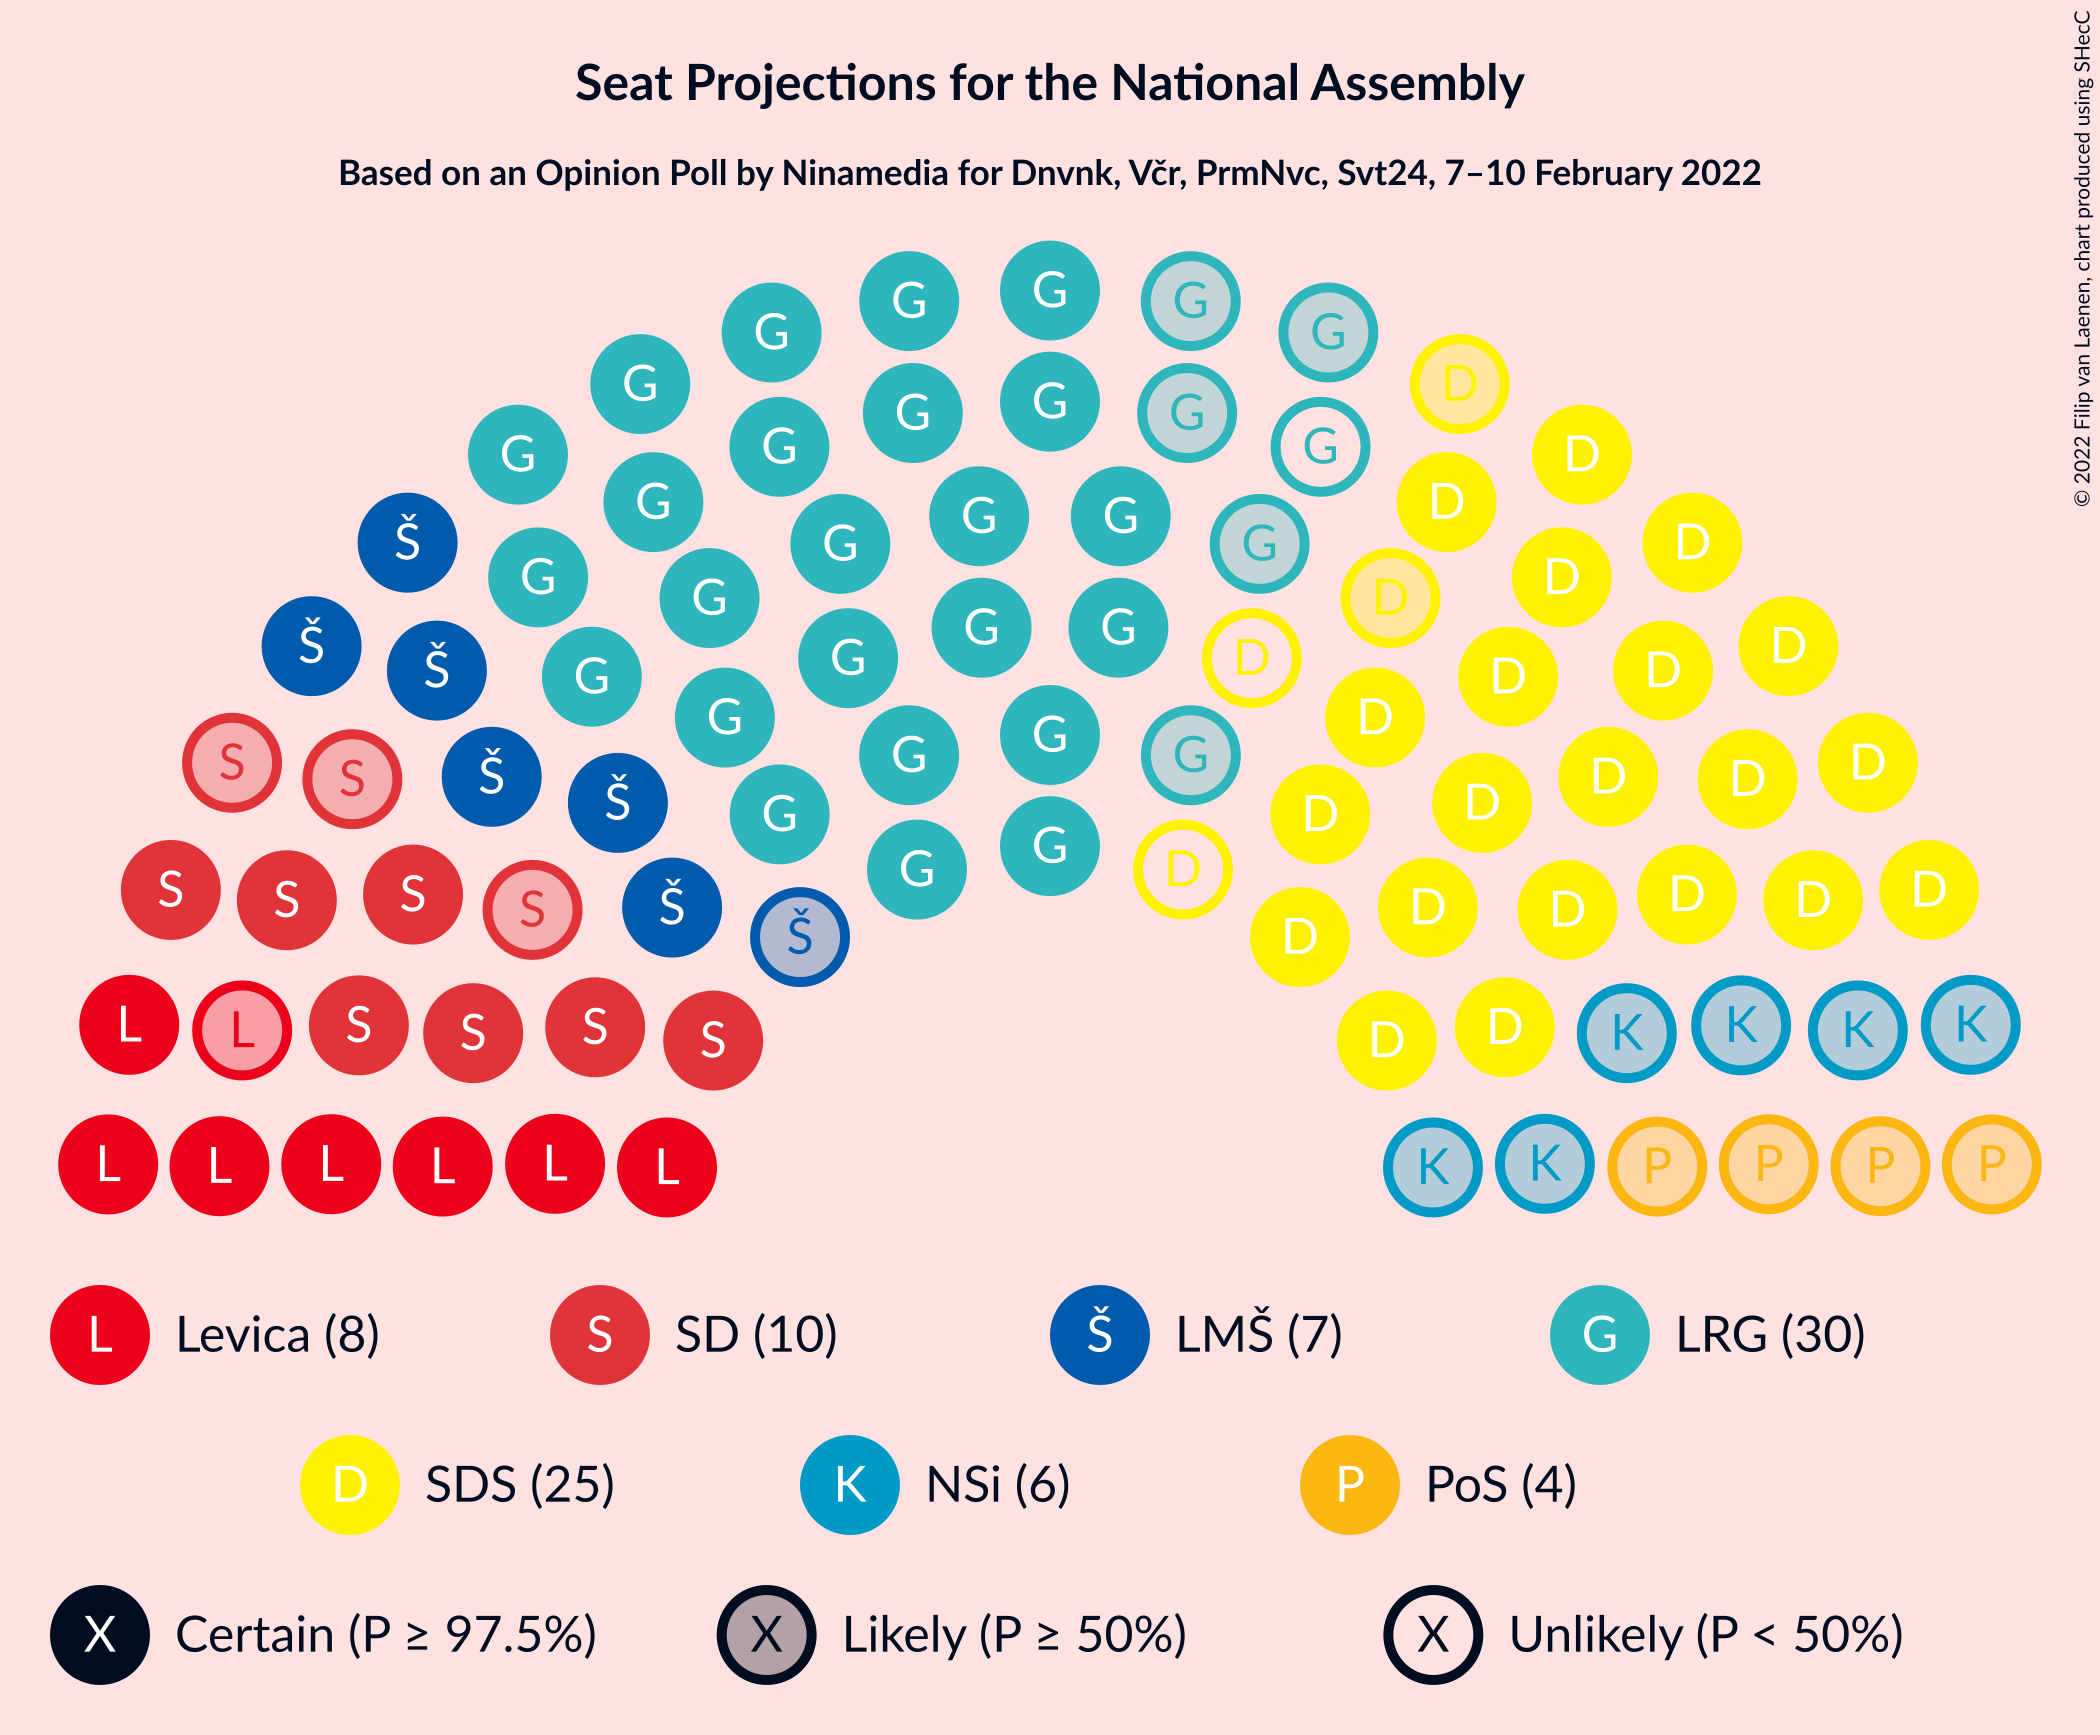 Seat Projections for the National Assembly
Based on an Opinion Poll by Ninamedia for Dnvnk, Včr, PrmNvc, Svt24, 7–10 February 2022
© 2022 Filip van Laenen, chart produced using SHecC
G G G G G
G G D
G G G G G G D D
G G D
G G G G
Š G G D D
G G D D
Š Š G G G G D D D D
G G G G D D
S S Š Š G G D D D D D
S S S S Š Š G G D D D D D D D D
L L S S S S D D K K K K
L L L L L L K K P P P P
L Levica (8) S SD (10) Š LMŠ (7) G LRG (30)
D SDS (25) K NSi (6) P PoS (4)
X Certain (P ≥ 97.5%) X Likely (P ≥ 50%) X Unlikely (P < 50%)